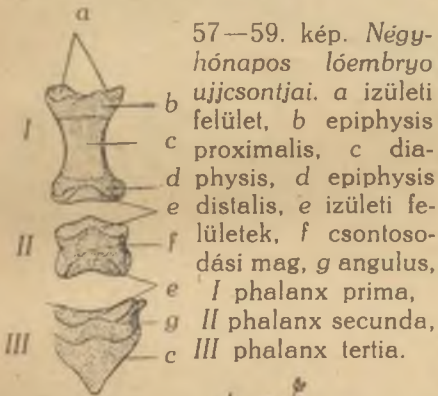 a
57—59. kép. Négy-
hónapos lóembryo
ujjcsontjai. a izületi
felület, b epiphysis
proximalis, c dia-
physis, d epiphysis
distalis, e izületi fe-
lületek, f csontoso-
dási mag, g angulus,
I phalanx prima,
II phalanx secunda,
III phalanx tertia.
b
I
c
d
e
II
f
e
g
III
c